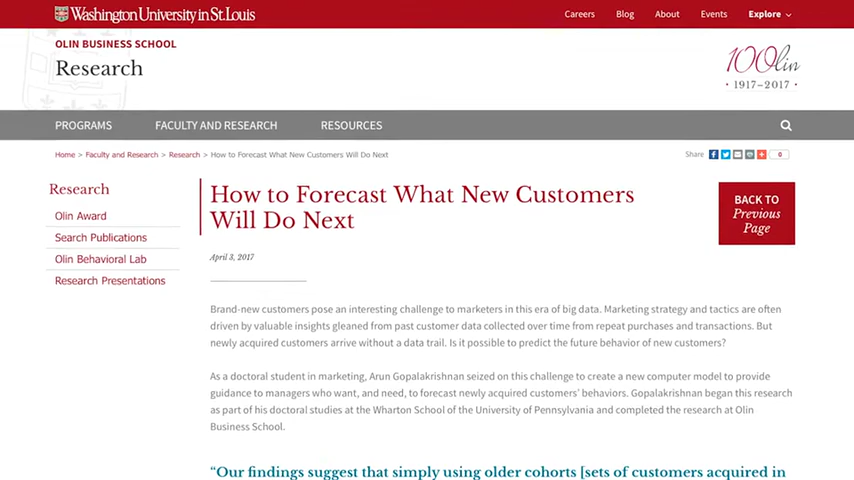 Washington University in St. Louis
Careers Blog About Events Explore
OLIN BUSINESS SCHOOL
Research
100 Olin
• 1917–2017 •
PROGRAMS FACULTY AND RESEARCH RESOURCES
Home > Faculty and Research > Research > How to Forecast What New Customers Will Do Next
Share 0
Research
Olin Award
Search Publications
Olin Behavioral Lab
Research Presentations
How to Forecast What New Customers
Will Do Next
BACK TO
Previous
Page
April 3, 2017
Brand-new customers pose an interesting challenge to marketers in this era of big data. Marketing strategy and tactics are often
driven by valuable insights gleaned from past customer data collected over time from repeat purchases and transactions. But
newly acquired customers arrive without a data trail. Is it possible to predict the future behavior of new customers?
As a doctoral student in marketing, Arun Gopalakrishnan seized on this challenge to create a new computer model to provide
guidance to managers who want, and need, to forecast newly acquired customers’ behaviors. Gopalakrishnan began this research
as part of his doctoral studies at the Wharton School of the University of Pennsylvania and completed the research at Olin
Business School.
“Our findings suggest that simply using older cohorts [sets of customers acquired in